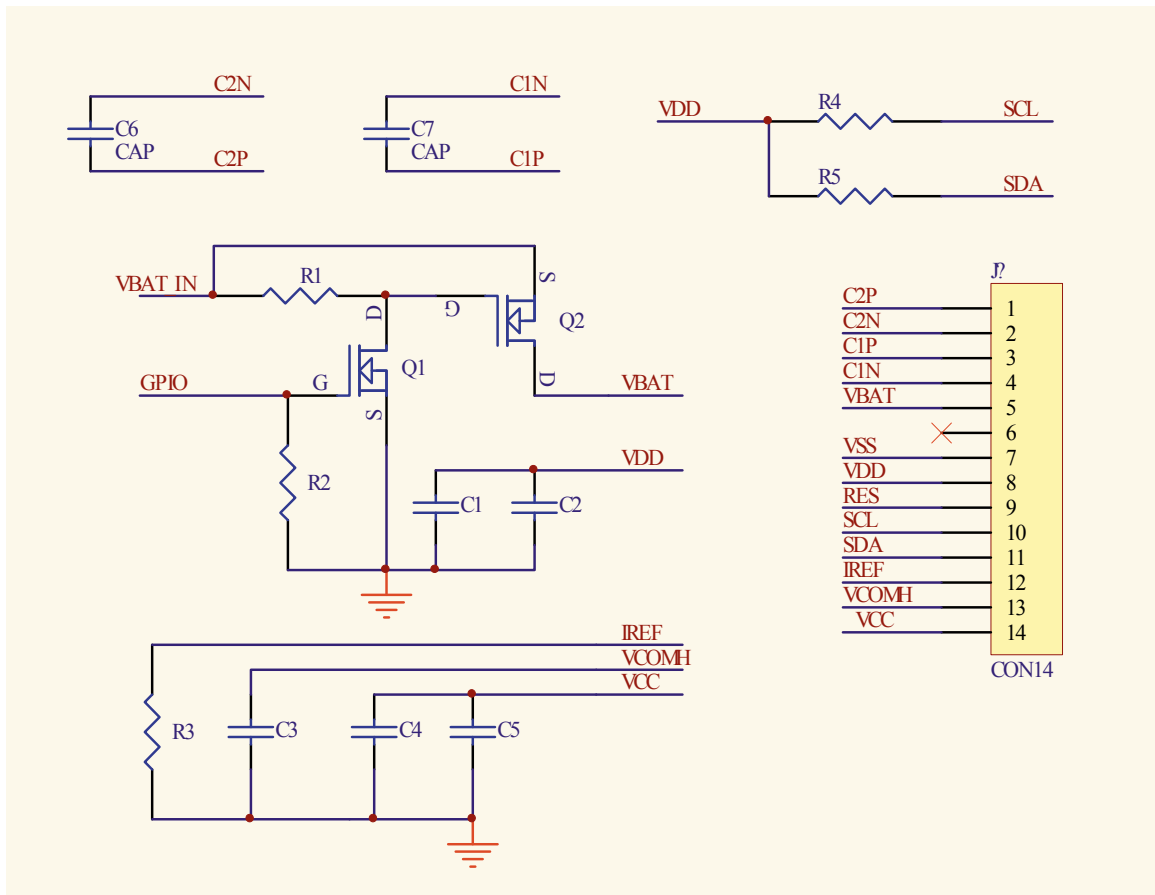 C2N
C6
CAP
C2P
C1N
C7
CAP
C1P
VDD
R4
SCL
R5
SDA
VBAT IN
R1
S
D
G
Q2
Q1
GPIO
G
S
D
VBAT
R2
VDD
C1
C2
J?
C2P 1
C2N 2
C1P 3
C1N 4
VBAT 5
6
VSS 7
VDD 8
RES 9
SCL 10
SDA 11
IREF 12
VCOMH 13
VCC 14
CON14
IREF
VCOMH
VCC
R3
C3
C4
C5